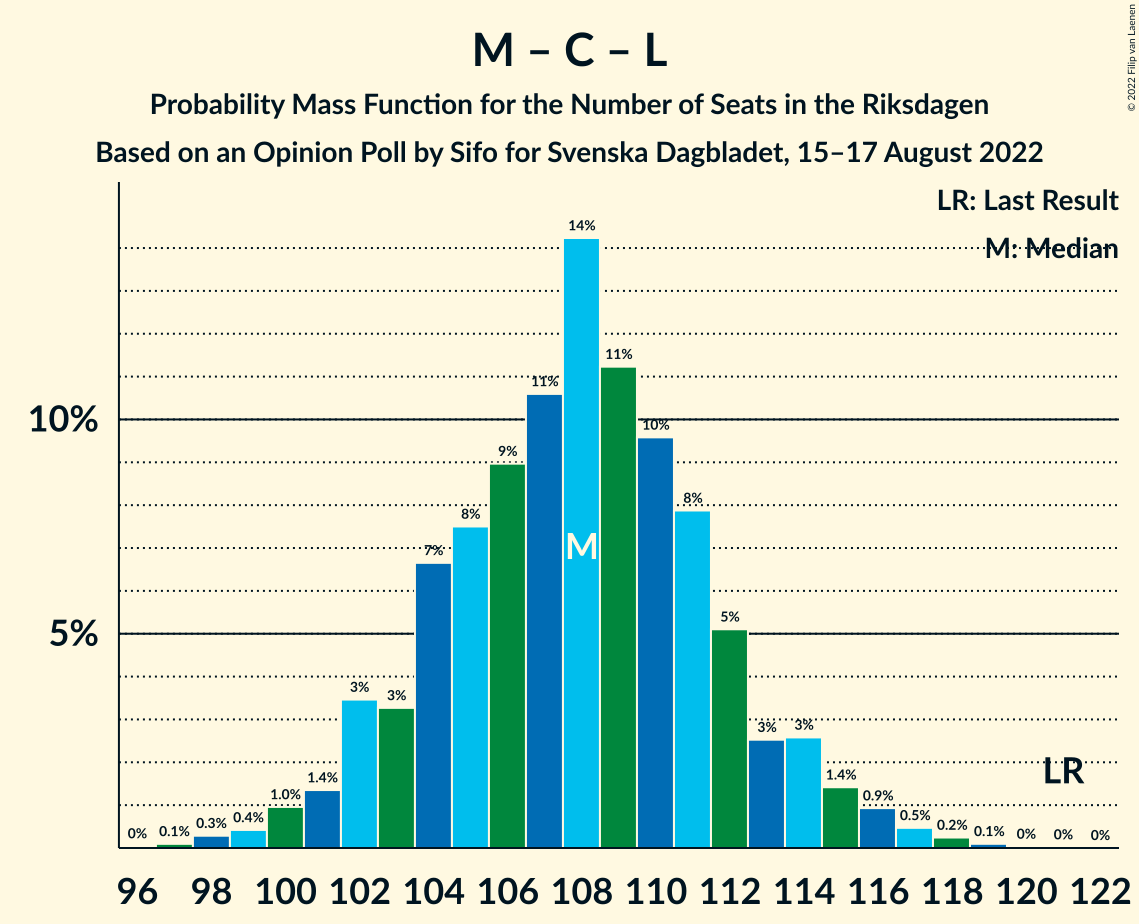 M – C – L
Probability Mass Function for the Number of Seats in the Riksdagen
Based on an Opinion Poll by Sifo for Svenska Dagbladet, 15–17 August 2022
© 2022 Filip van Laenen
LR: Last Result
M: Median
10%
5%
0% 0.1% 0.3% 0.4% 1.0% 1.4% 3% 3% 7% 8% 9% 11% 14% 11% 10% 8% 5% 3% 3% 1.4% 0.9% 0.5% 0.2% 0.1% 0% 0% 0%
M
LR
96 98 100 102 104 106 108 110 112 114 116 118 120 122